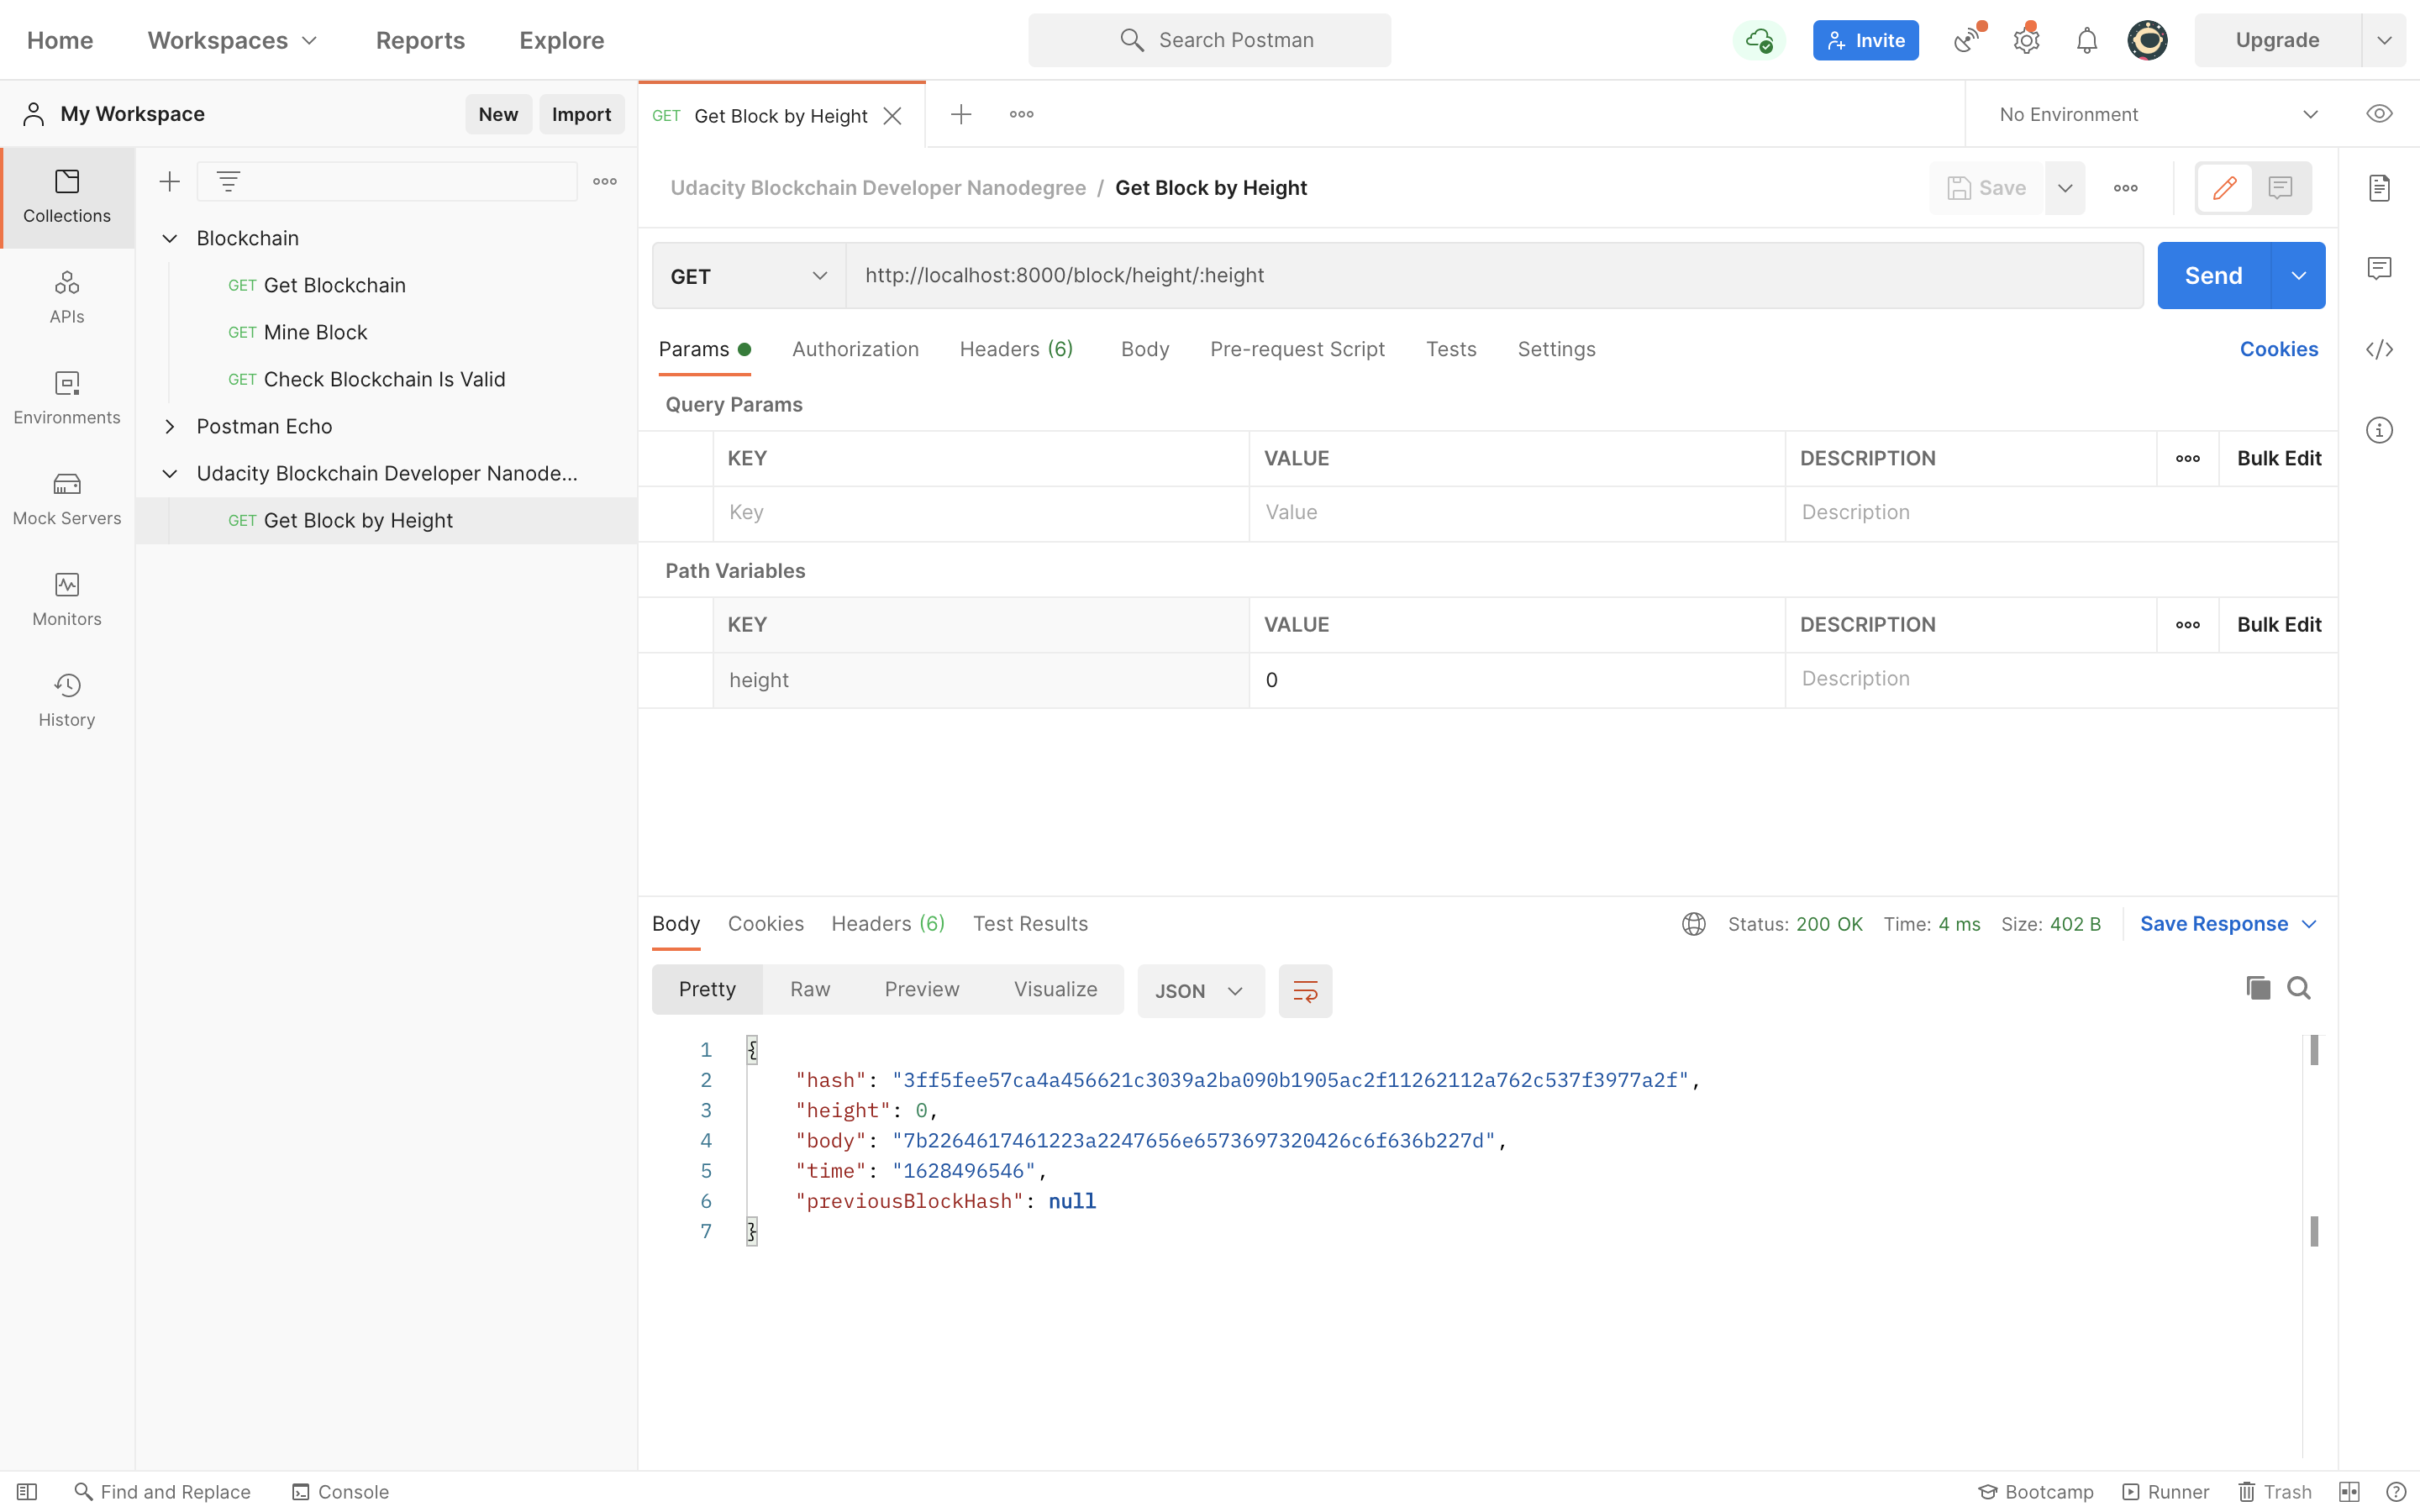 Home Workspaces Reports Explore Search Postman Invite Upgrade
My Workspace New Import GET Get Block by Height No Environment
Collections
Udacity Blockchain Developer Nanodegree / Get Block by Height Save
Blockchain
GET Get Blockchain
GET http://localhost:8000/block/height/:height Send
APIs
GET Mine Block
Params Authorization Headers (6) Body Pre-request Script Tests Settings Cookies
GET Check Blockchain Is Valid
Environments
Query Params
Postman Echo
KEY VALUE DESCRIPTION Bulk Edit
Udacity Blockchain Developer Nanode...
Mock Servers
Key Value Description
GET Get Block by Height
Path Variables
Monitors
KEY VALUE DESCRIPTION Bulk Edit
height 0 Description
History
Body Cookies Headers (6) Test Results Status: 200 OK Time: 4 ms Size: 402 B Save Response
Pretty Raw Preview Visualize JSON
1 {
2 "hash": "3ff5fee57ca4a456621c3039a2ba090b1905ac2f11262112a762c537f3977a2f",
3 "height": 0,
4 "body": "7b2264617461223a2247656e6573697320426c6f636b227d",
5 "time": "1628496546",
6 "previousBlockHash": null
7 }
Find and Replace Console Bootcamp Runner Trash